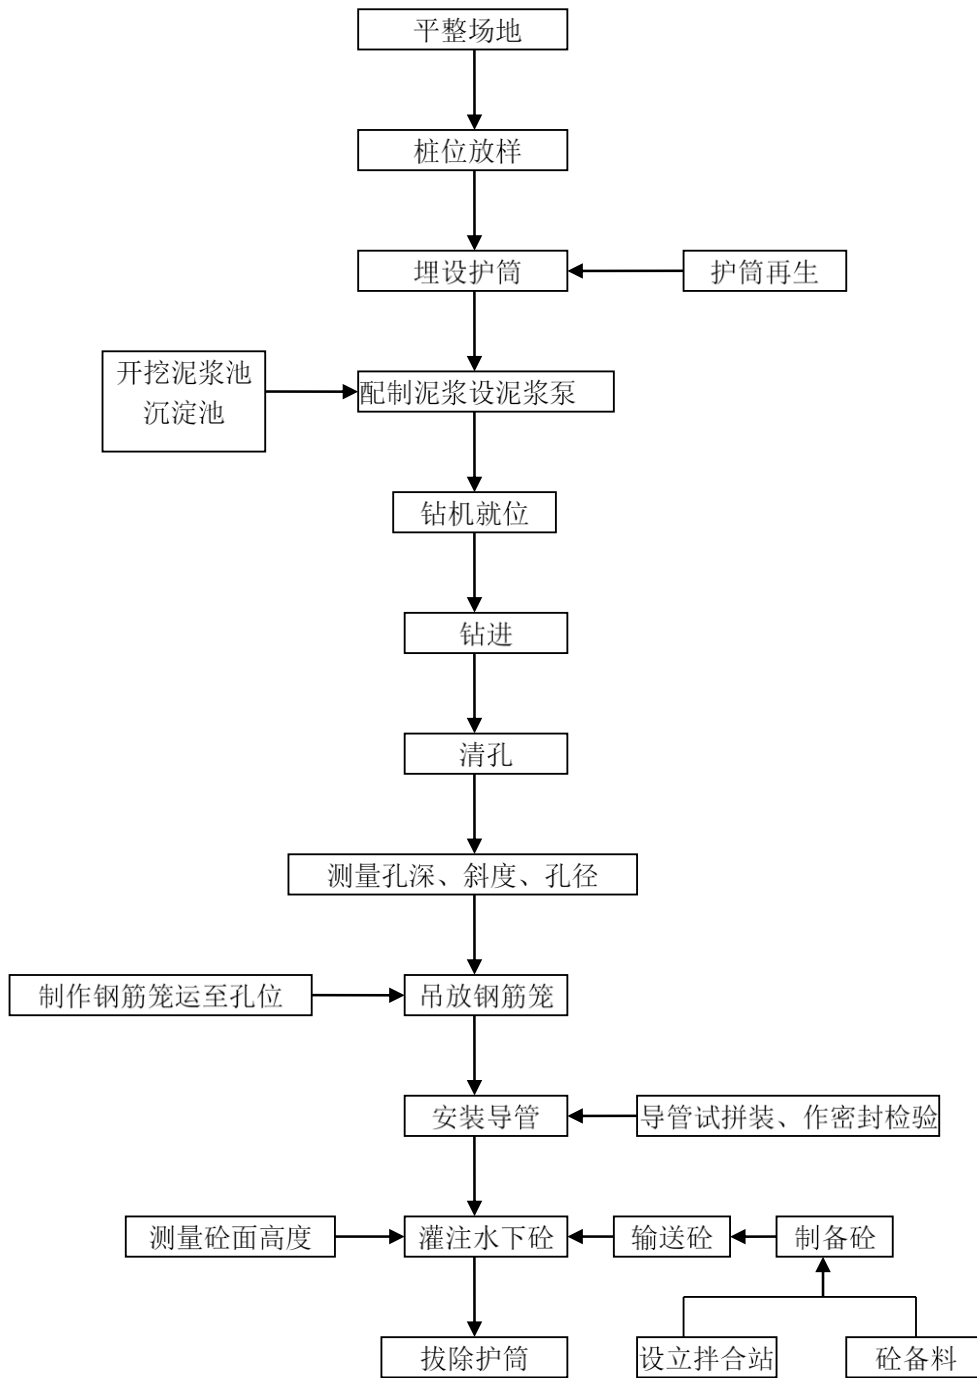 平整场地
桩位放样
埋设护筒
护筒再生
开挖泥浆池
沉淀池
配制泥浆设泥浆泵
钻机就位
钻进
清孔
测量孔深、斜度、孔径
制作钢筋笼运至孔位
吊放钢筋笼
安装导管
导管试拼装、作密封检验
测量砼面高度
灌注水下砼
输送砼
制备砼
拔除护筒
设立拌合站
砼备料